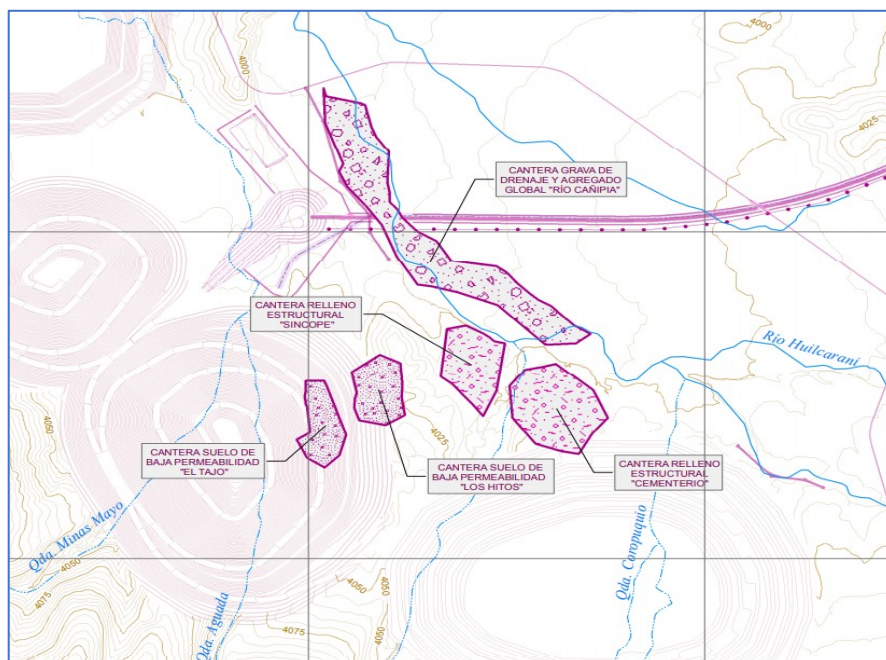 4000
4000
4025
CANTERA GRAVA DE
DRENAJE Y AGREGADO
GLOBAL "RÍO CAÑIPIA"
CANTERA RELLENO
ESTRUCTURAL
"SINCOPE"
Río Huilcarani
4050
4025
CANTERA SUELO DE
BAJA PERMEABILIDAD
"EL TAJO"
CANTERA SUELO DE
BAJA PERMEABILIDAD
"LOS HITOS"
CANTERA RELLENO
ESTRUCTURAL
"CEMENTERIO"
Qda. Minas Mayo
Qda. Coropuquio
4050
4075
4050
4050
4075
Qda. Aguada